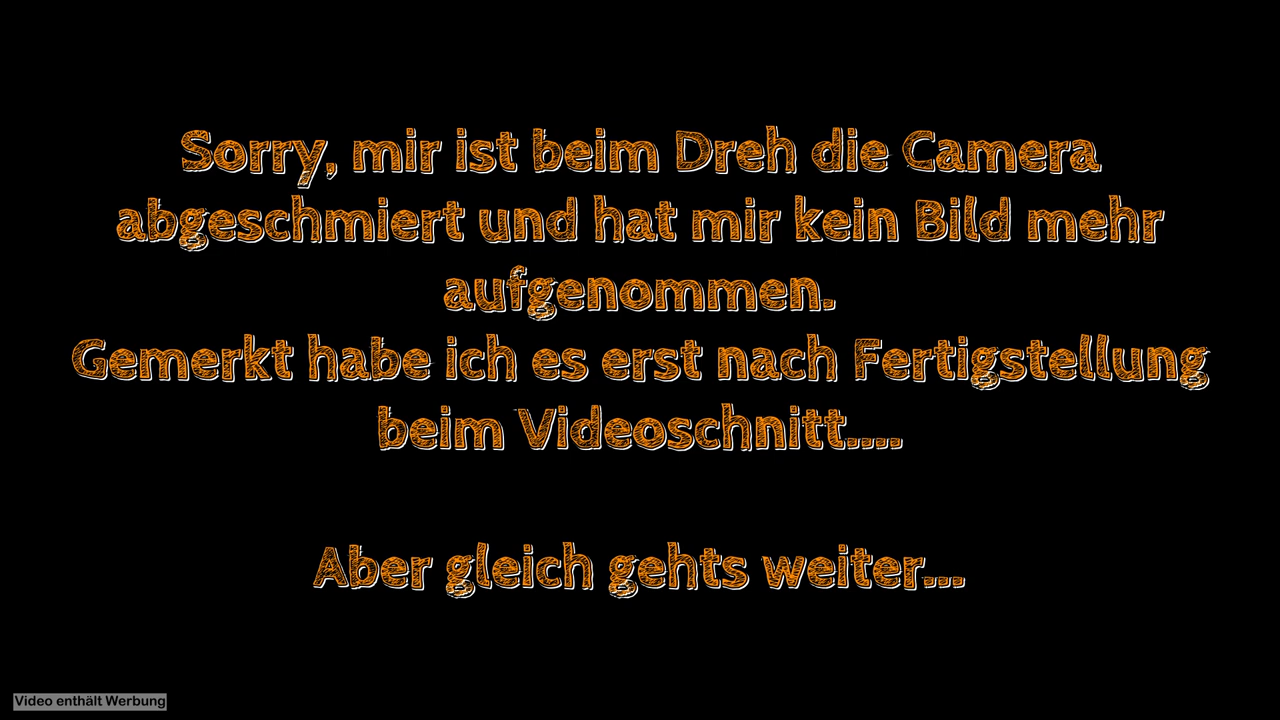 Sorry, mir ist beim Dreh die Camera
abgeschmiert und hat mir kein Bild mehr
aufgenommen.
Gemerkt habe ich es erst nach Fertigstellung
beim Videoschnitt....
Aber gleich gehts weiter...
Video enthält Werbung